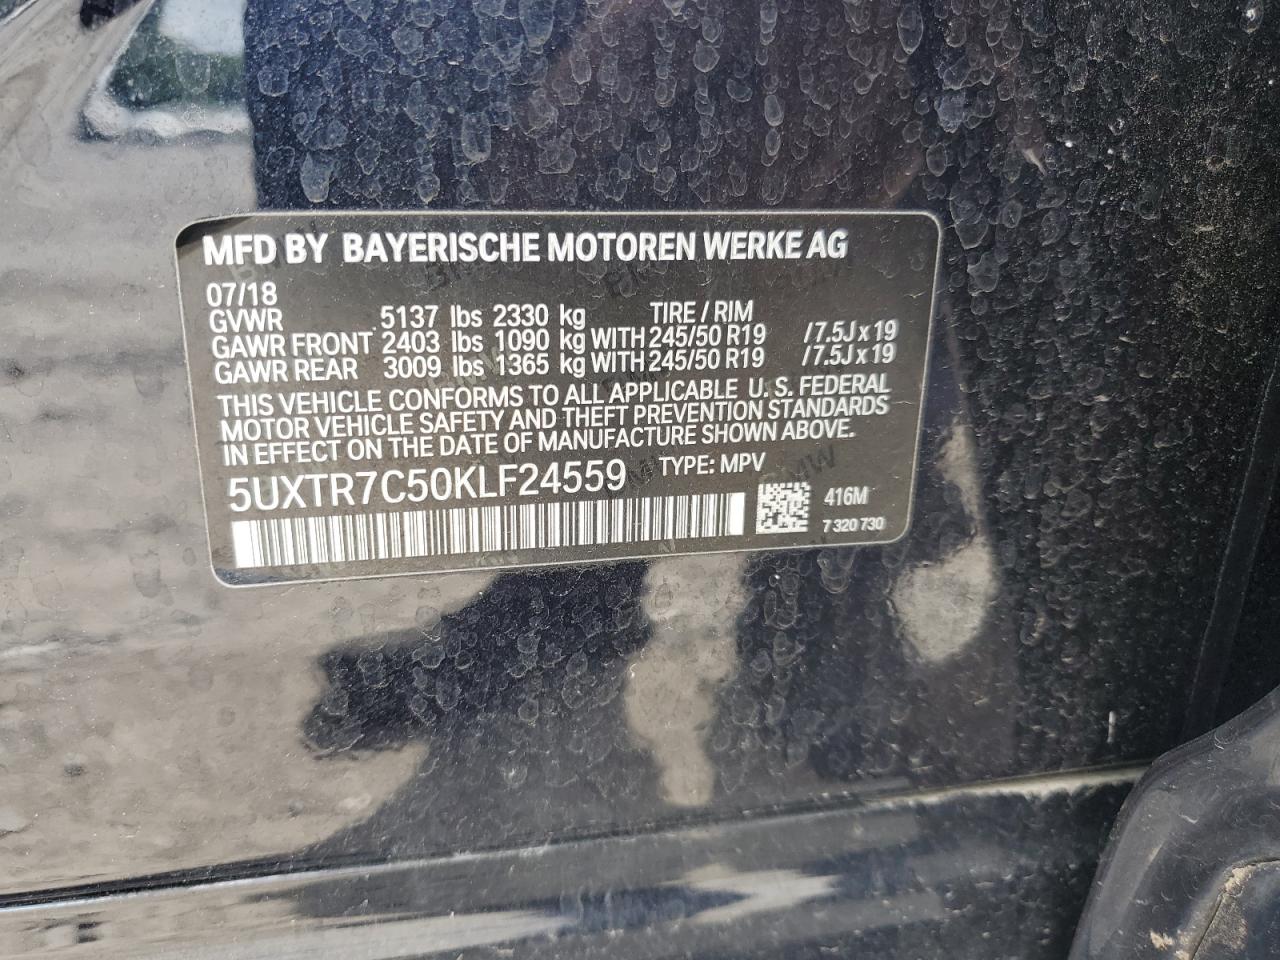 MFD BY BAYERISCHE MOTOREN WERKE AG
07/18
GVWR 5137 lbs 2330 kg TIRE / RIM
GAWR FRONT 2403 lbs 1090 kg WITH 245/50 R19 /7.5J x 19
GAWR REAR 3009 lbs 1365 kg WITH 245/50 R19 /7.5J x 19
THIS VEHICLE CONFORMS TO ALL APPLICABLE U. S. FEDERAL
MOTOR VEHICLE SAFETY AND THEFT PREVENTION STANDARDS
IN EFFECT ON THE DATE OF MANUFACTURE SHOWN ABOVE.
5UXTR7C50KLF24559 TYPE: MPV
416M
7 320 730